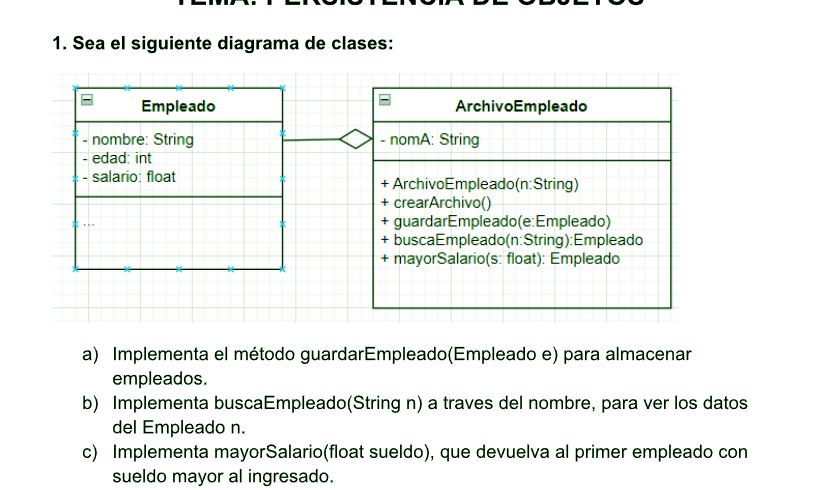 TEMA: PERSISTENCIA DE OBJETOS
1. Sea el siguiente diagrama de clases:
Empleado
- nombre: String
- edad: int
- salario: float
...
ArchivoEmpleado
- nomA: String
+ ArchivoEmpleado(n:String)
+ crearArchivo()
+ guardarEmpleado(e:Empleado)
+ buscaEmpleado(n:String):Empleado
+ mayorSalario(s: float): Empleado
a) Implementa el método guardarEmpleado(Empleado e) para almacenar
empleados.
b) Implementa buscaEmpleado(String n) a traves del nombre, para ver los datos
del Empleado n.
c) Implementa mayorSalario(float sueldo), que devuelva al primer empleado con
sueldo mayor al ingresado.